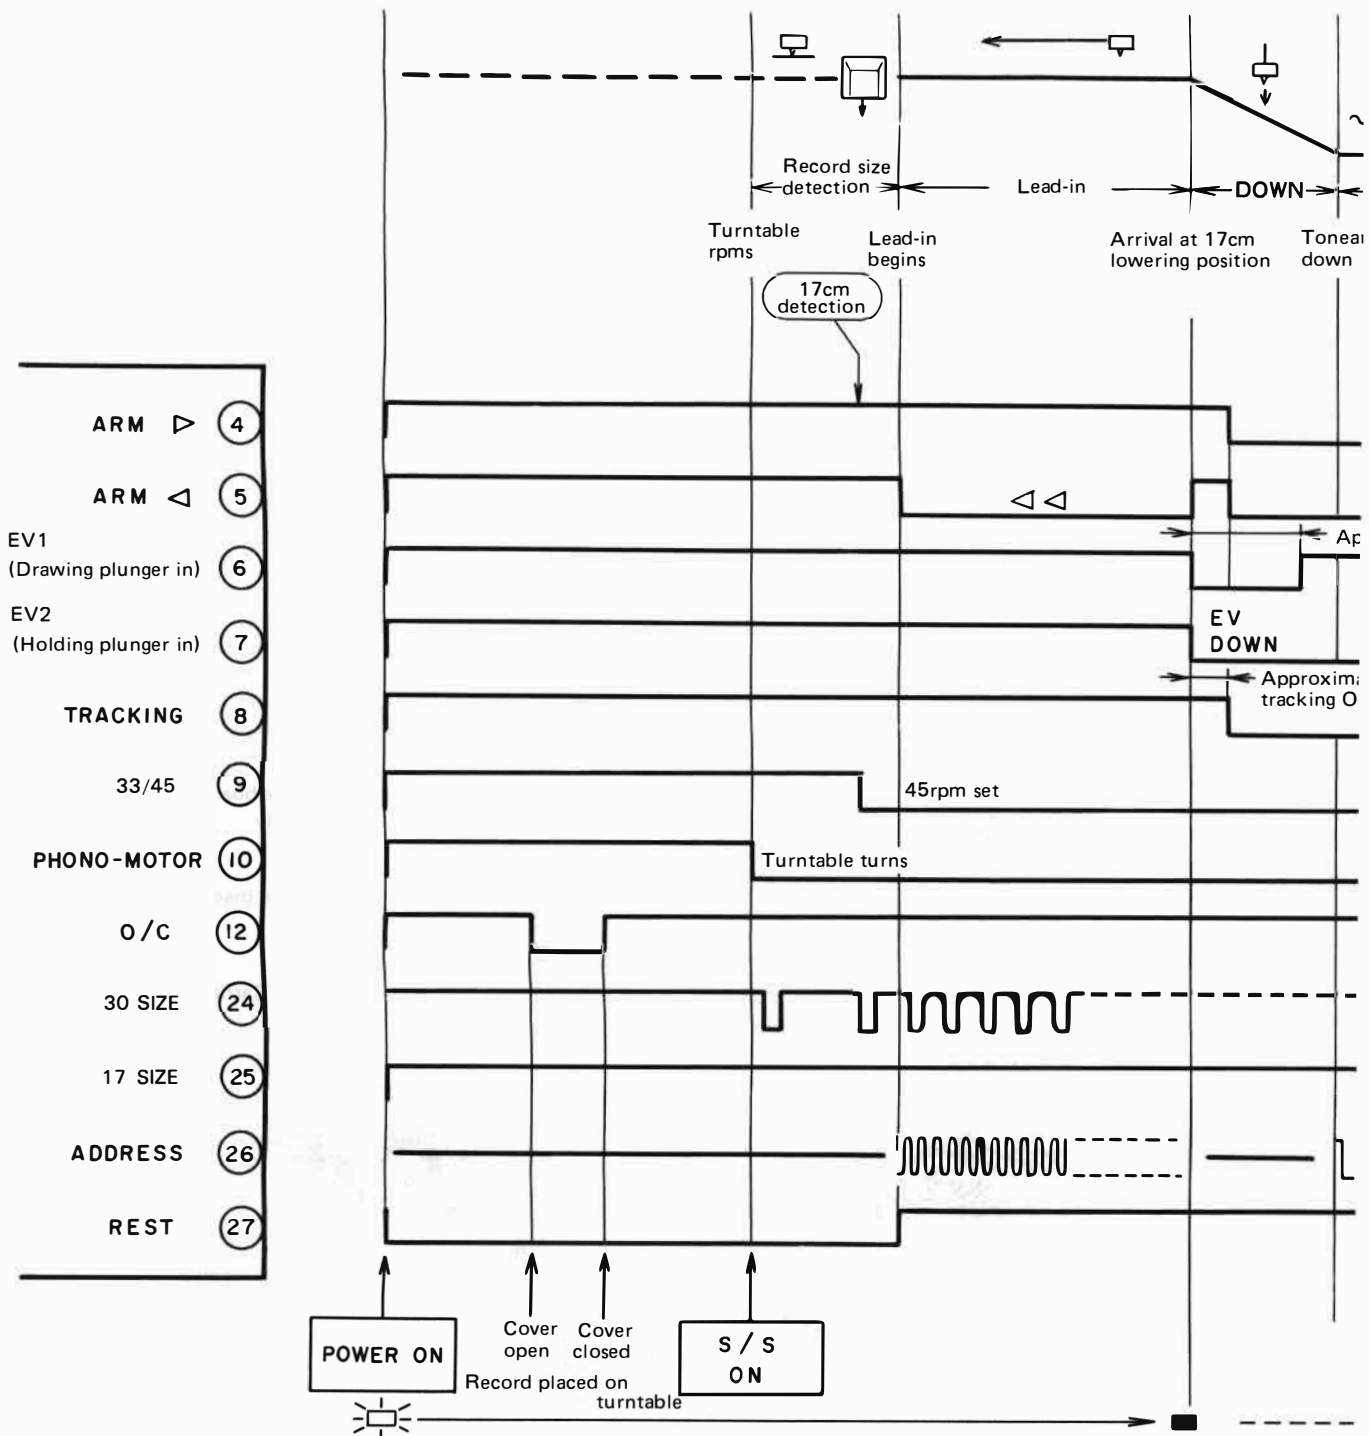 Record size
detection
Lead-in
DOWN
Turntable
rpms
Lead-in
begins
Arrival at 17cm
lowering position
down
17cm
detection
ARM ▷ 4
ARM ◁ 5
◁ ◁
EV1
(Drawing plunger in) 6
EV2
(Holding plunger in) 7
EV
DOWN
tracking
TRACKING 8
33/45 9
45rpm set
PHONO-MOTOR 10
Turntable turns
O/C 12
30 SIZE 24
17 SIZE 25
ADDRESS 26
REST 27
POWER ON
Cover
open
Cover
closed
Record placed on
turntable
S/S
ON